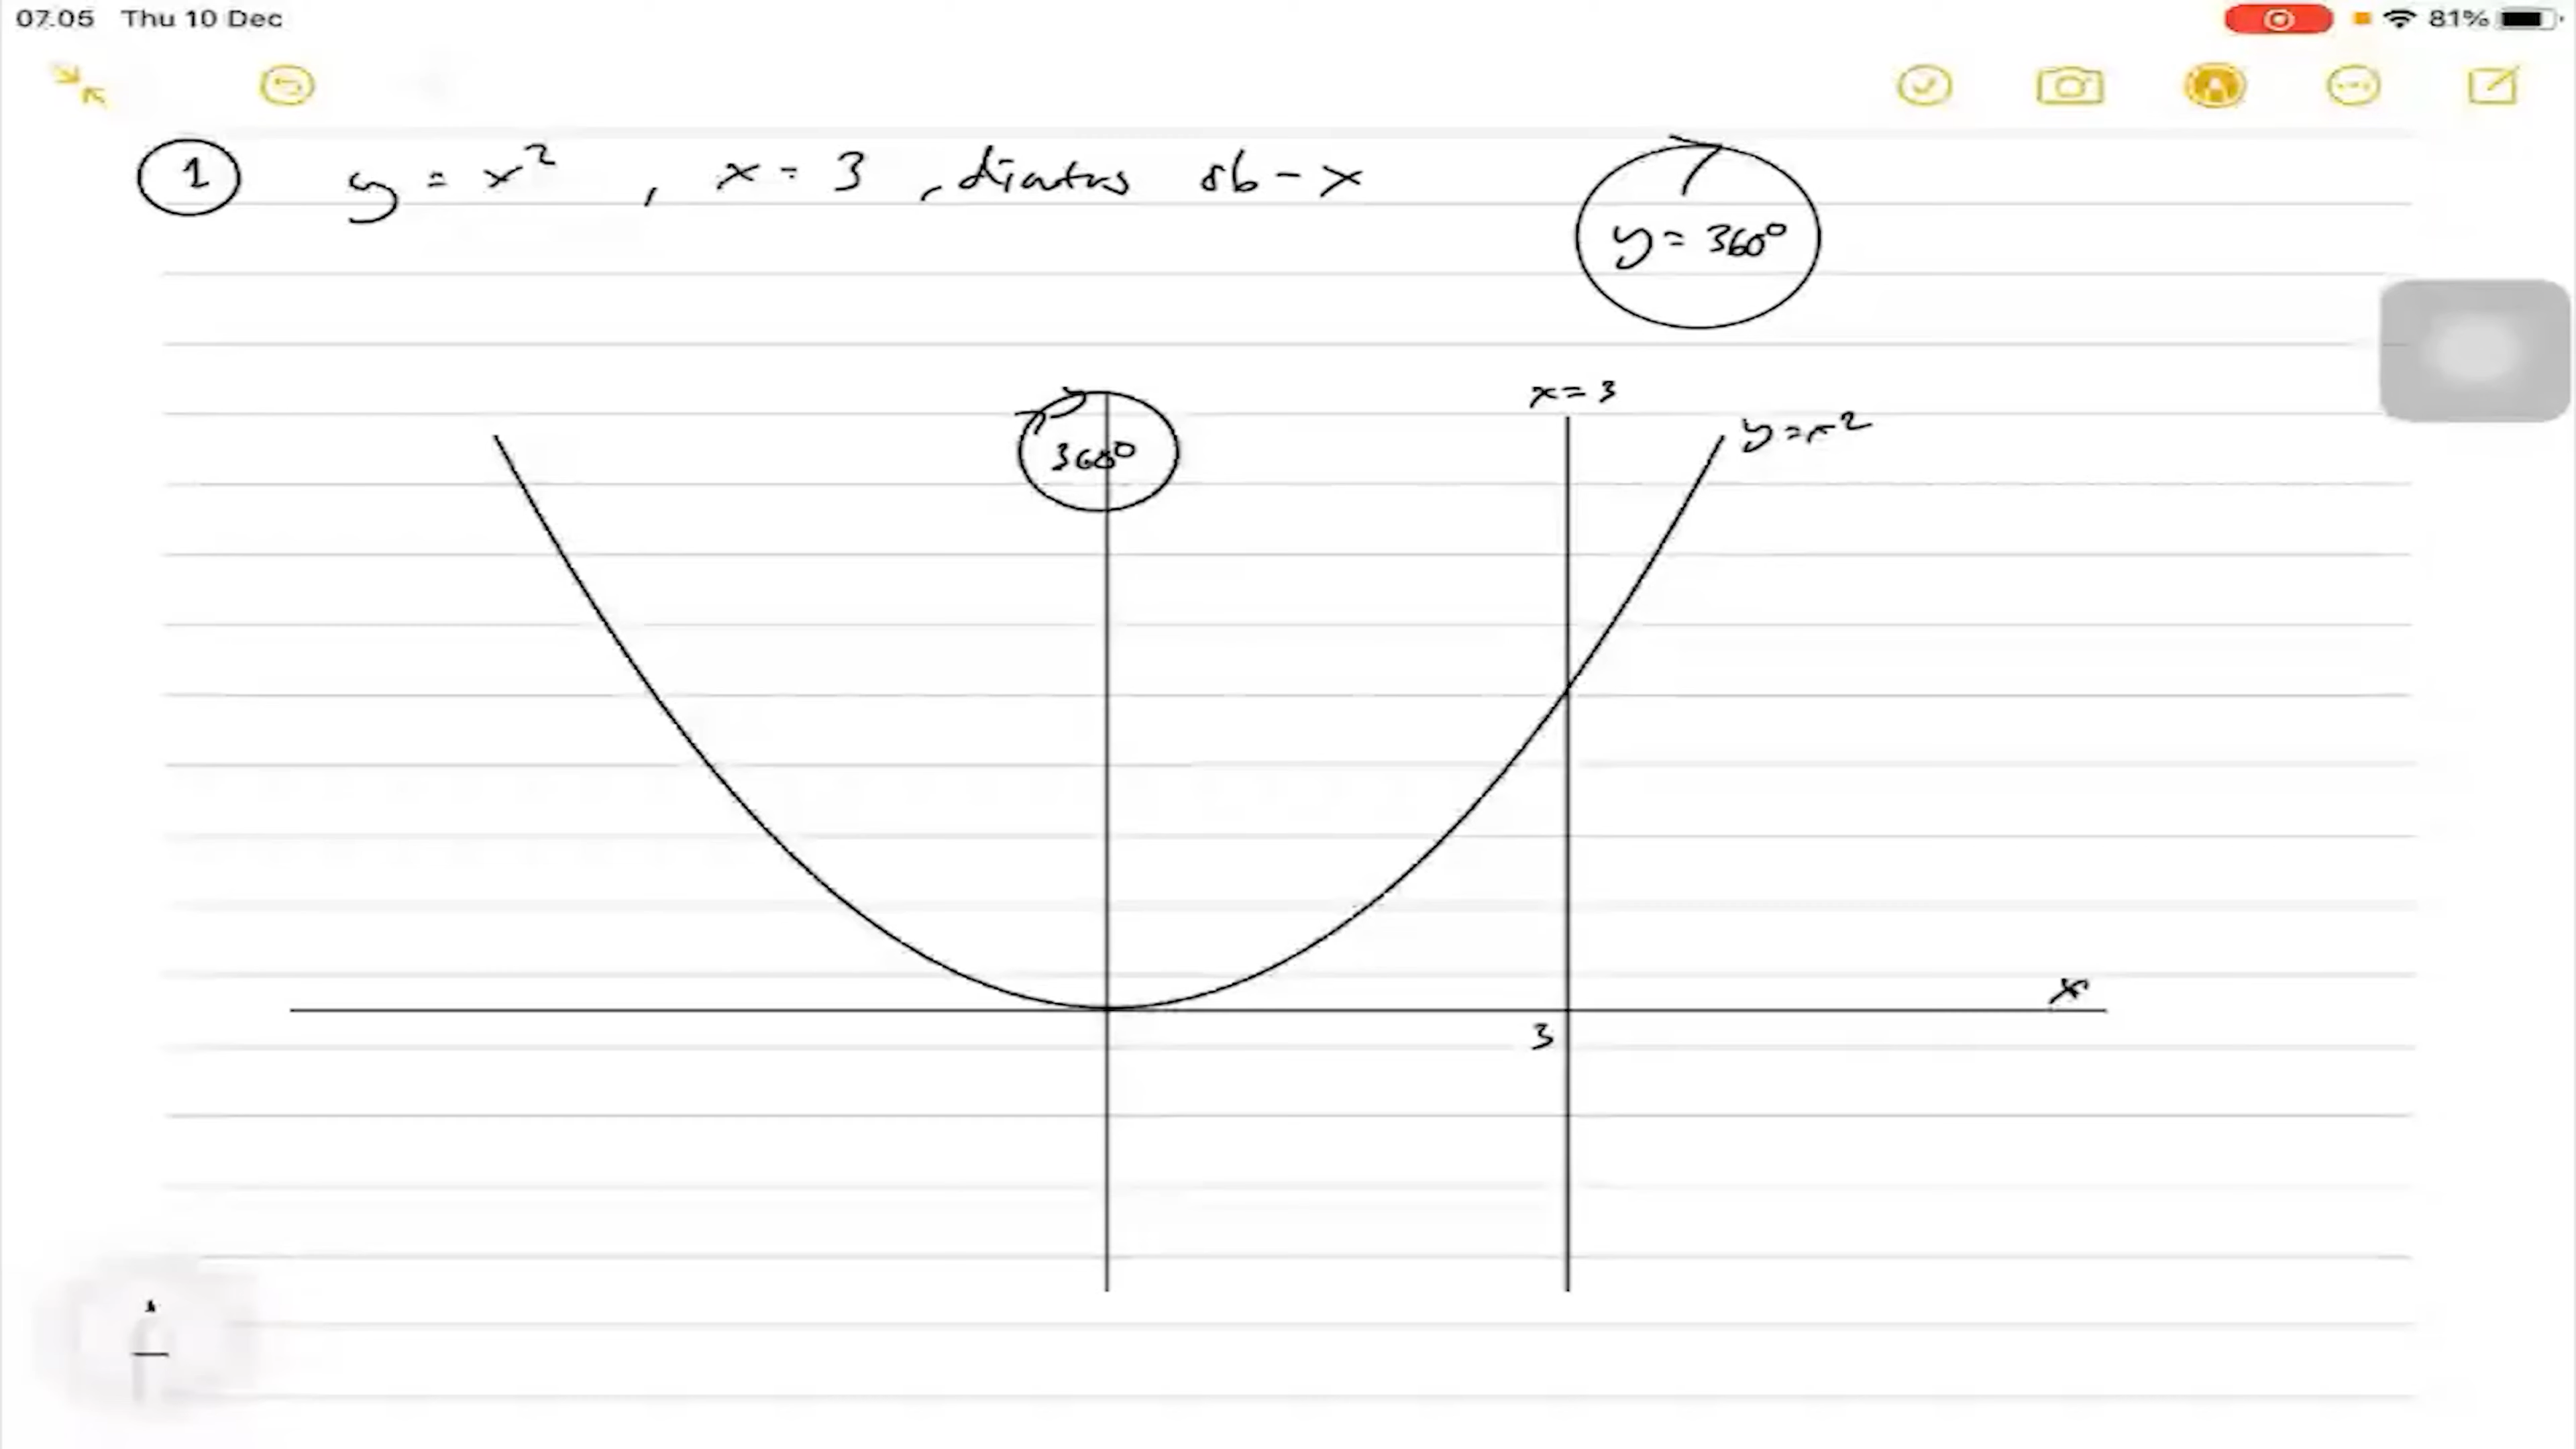 07.05 Thu 10 Dec 81%
1 y = x² , x = 3 , diatas sb - x
y = 360°
x = 3
y = x²
360°
x
3